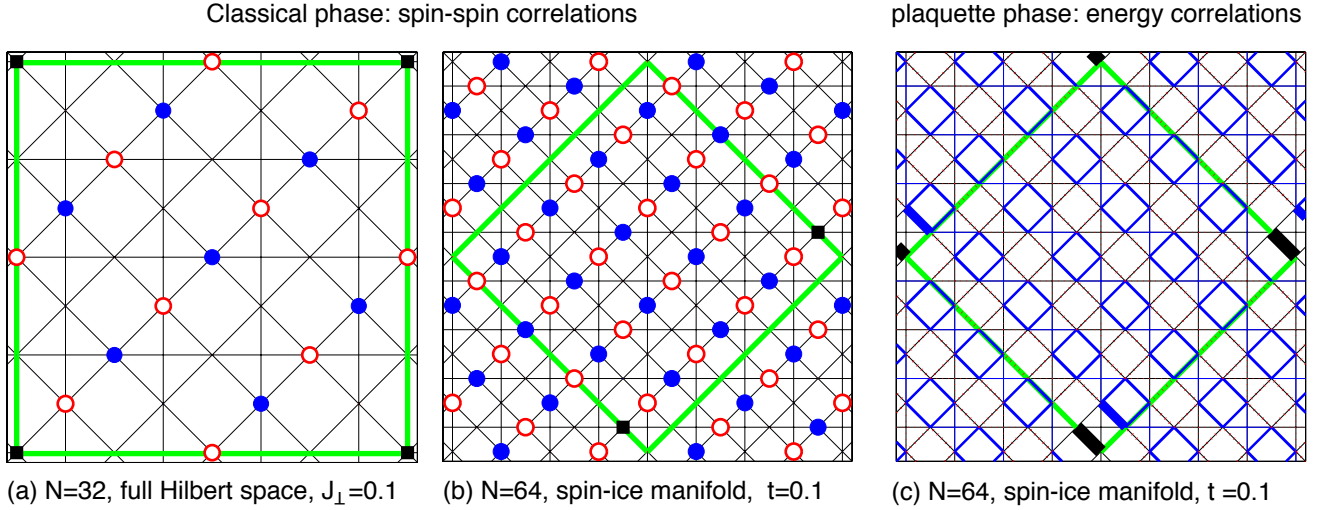 Classical phase: spin-spin correlations
plaquette phase: energy correlations
(a) N=32, full Hilbert space, J⊥=0.1
(b) N=64, spin-ice manifold, t=0.1
(c) N=64, spin-ice manifold, t =0.1